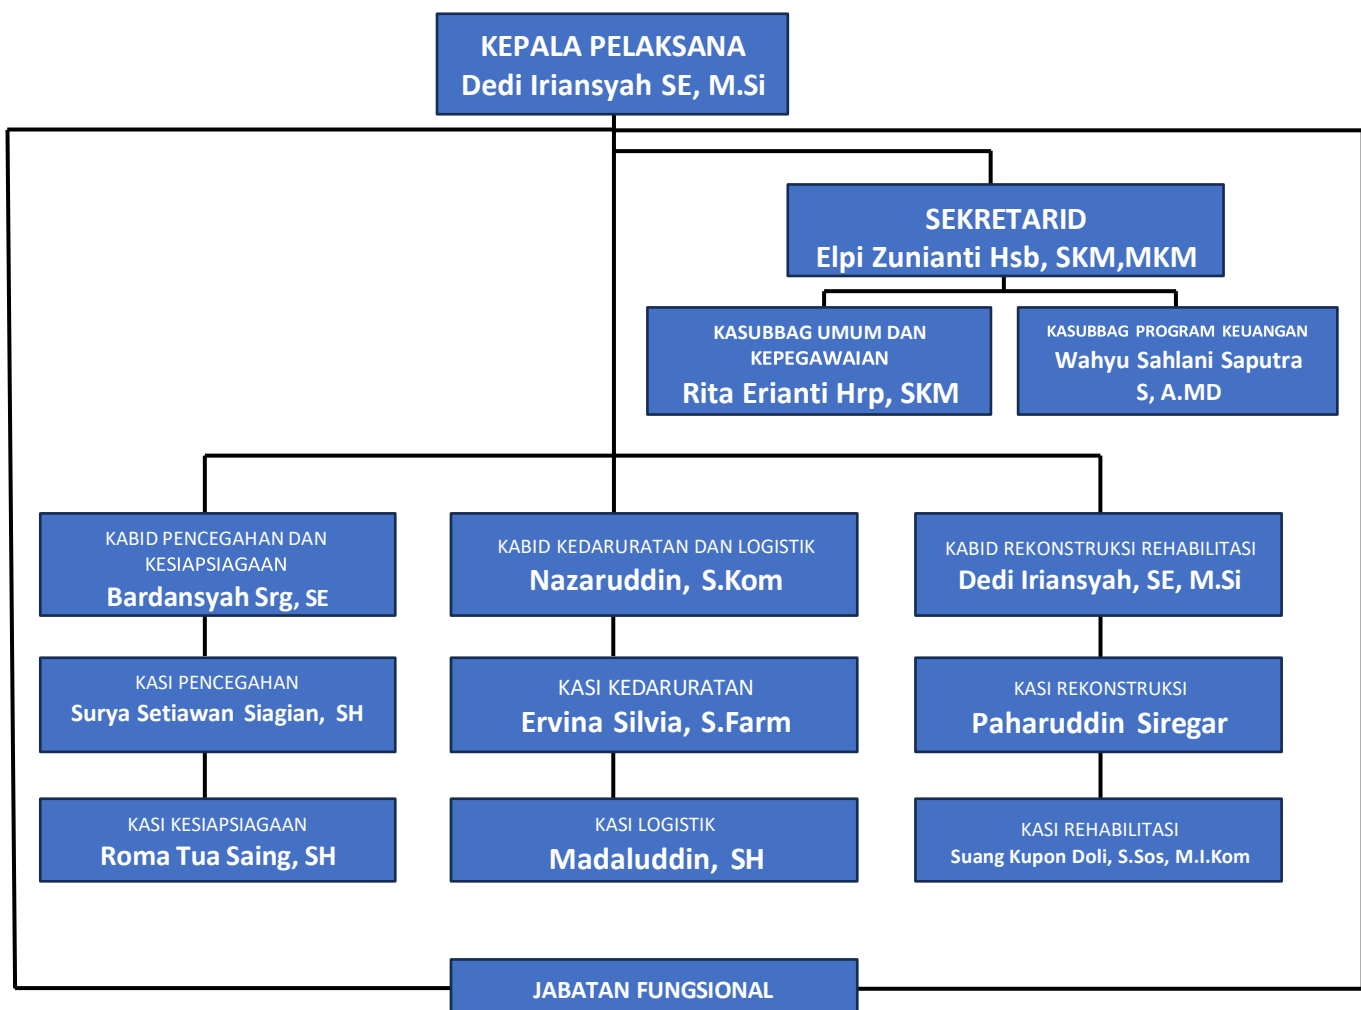 KEPALA PELAKSANA
Dedi Iriansyah SE, M.Si
SEKRETARID
Elpi Zunianti Hsb, SKM,MKM
KASUBBAG UMUM DAN
KEPEGAWAIAN
Rita Erianti Hrp, SKM
KASUBBAG PROGRAM KEUANGAN
Wahyu Sahlani Saputra
S, A.MD
KABID PENCEGAHAN DAN
KESIAPSIAGAAN
Bardansyah Srg, SE
KABID KEDARURATAN DAN LOGISTIK
Nazaruddin, S.Kom
KABID REKONSTRUKSI REHABILITASI
Dedi Iriansyah, SE, M.Si
KASI PENCEGAHAN
Surya Setiawan Siagian, SH
KASI KEDARURATAN
Ervina Silvia, S.Farm
KASI REKONSTRUKSI
Paharuddin Siregar
KASI KESIAPSIAGAAN
Roma Tua Saing, SH
KASI LOGISTIK
Madaluddin, SH
KASI REHABILITASI
Suang Kupon Doli, S.Sos, M.I.Kom
JABATAN FUNGSIONAL